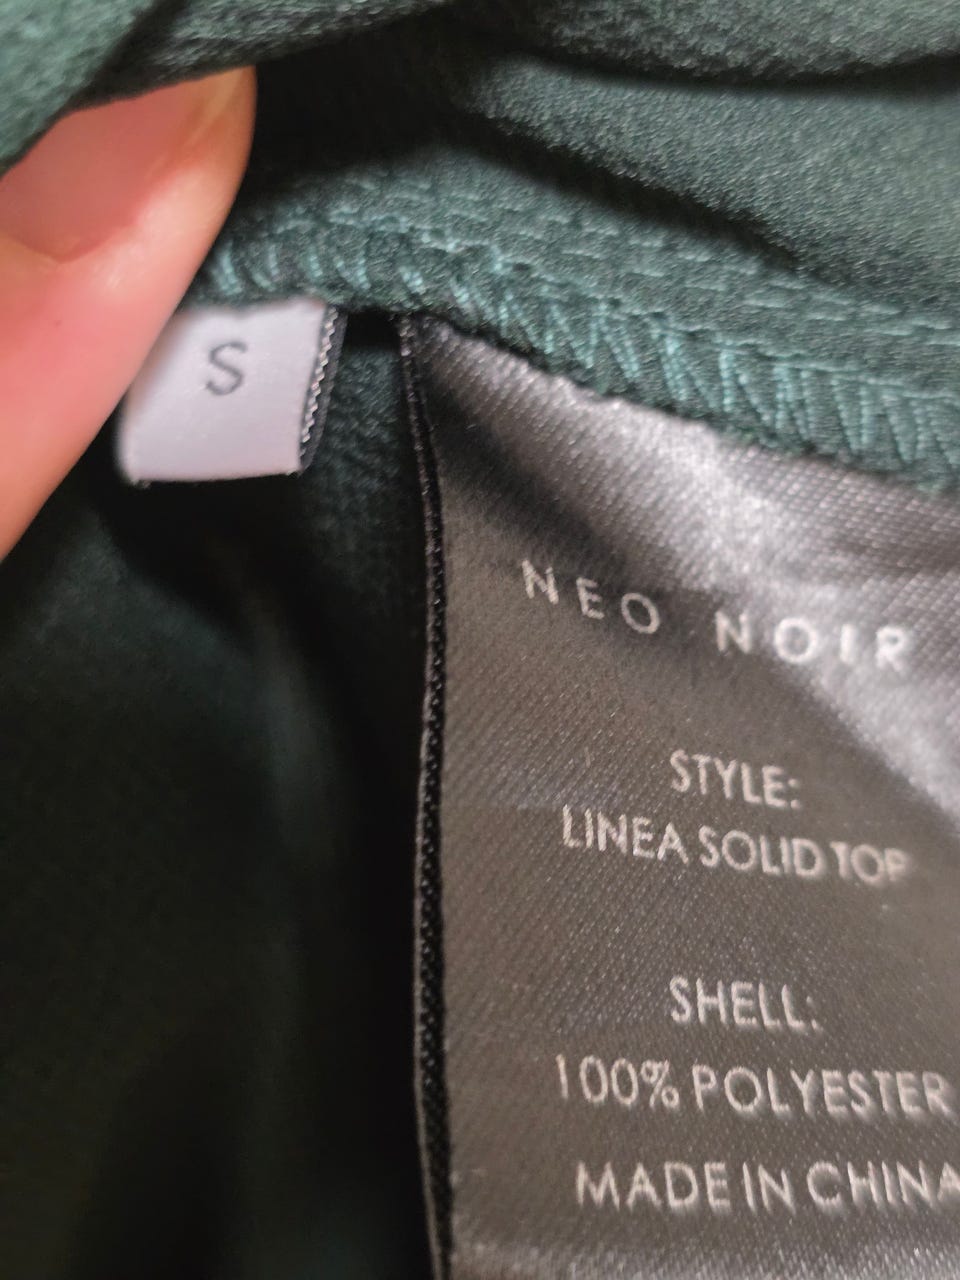 S
NEO NOIR
STYLE:
LINEA SOLID TOP
SHELL:
100% POLYESTER
MADE IN CHINA